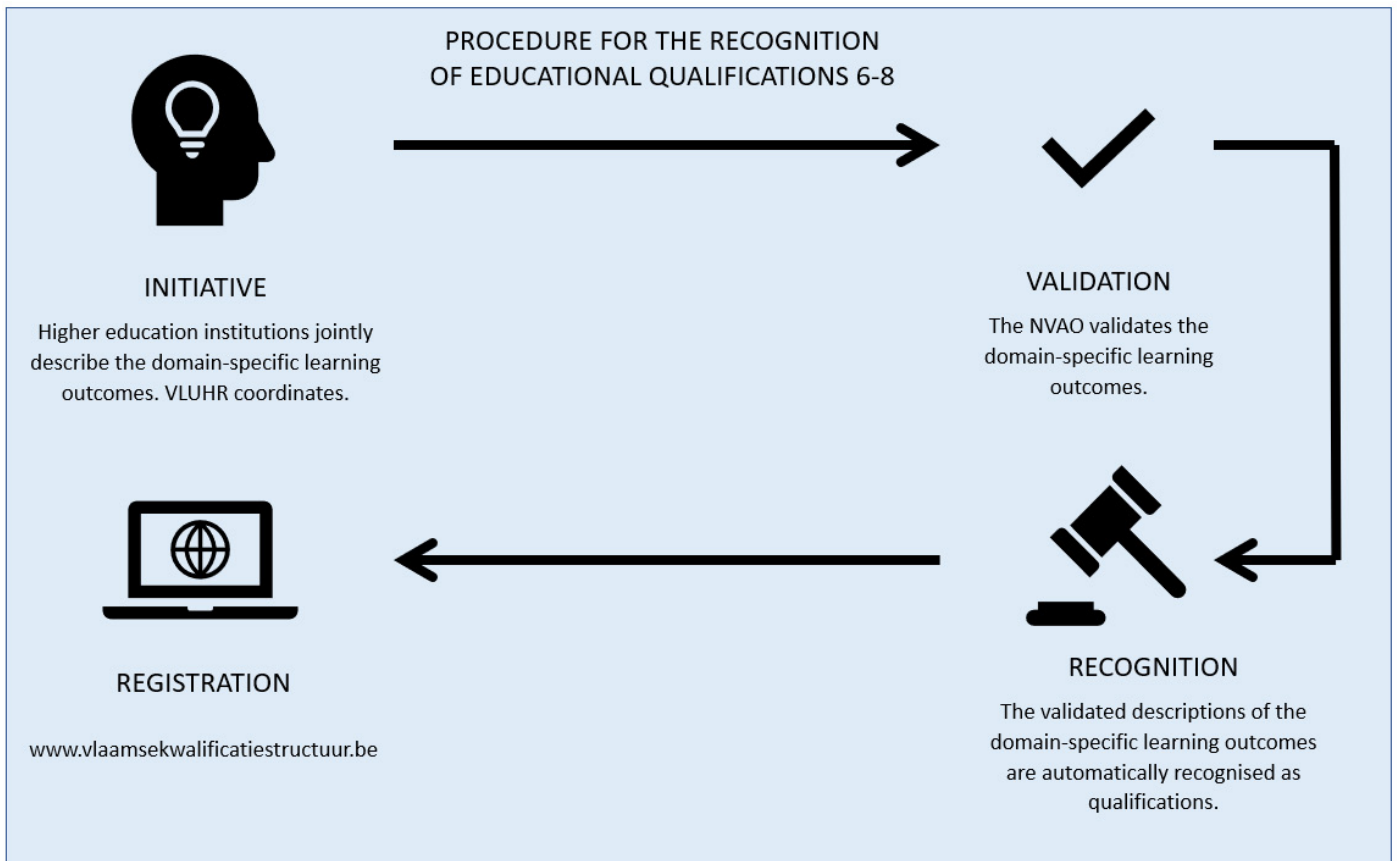 PROCEDURE FOR THE RECOGNITION
OF EDUCATIONAL QUALIFICATIONS 6-8
INITIATIVE
Higher education institutions jointly
describe the domain-specific learning
outcomes. VLUHR coordinates.
VALIDATION
The NVAO validates the
domain-specific learning
outcomes.
RECOGNITION
The validated descriptions of the
domain-specific learning outcomes
are automatically recognised as
qualifications.
REGISTRATION
www.vlaamsekwalificatiestructuur.be